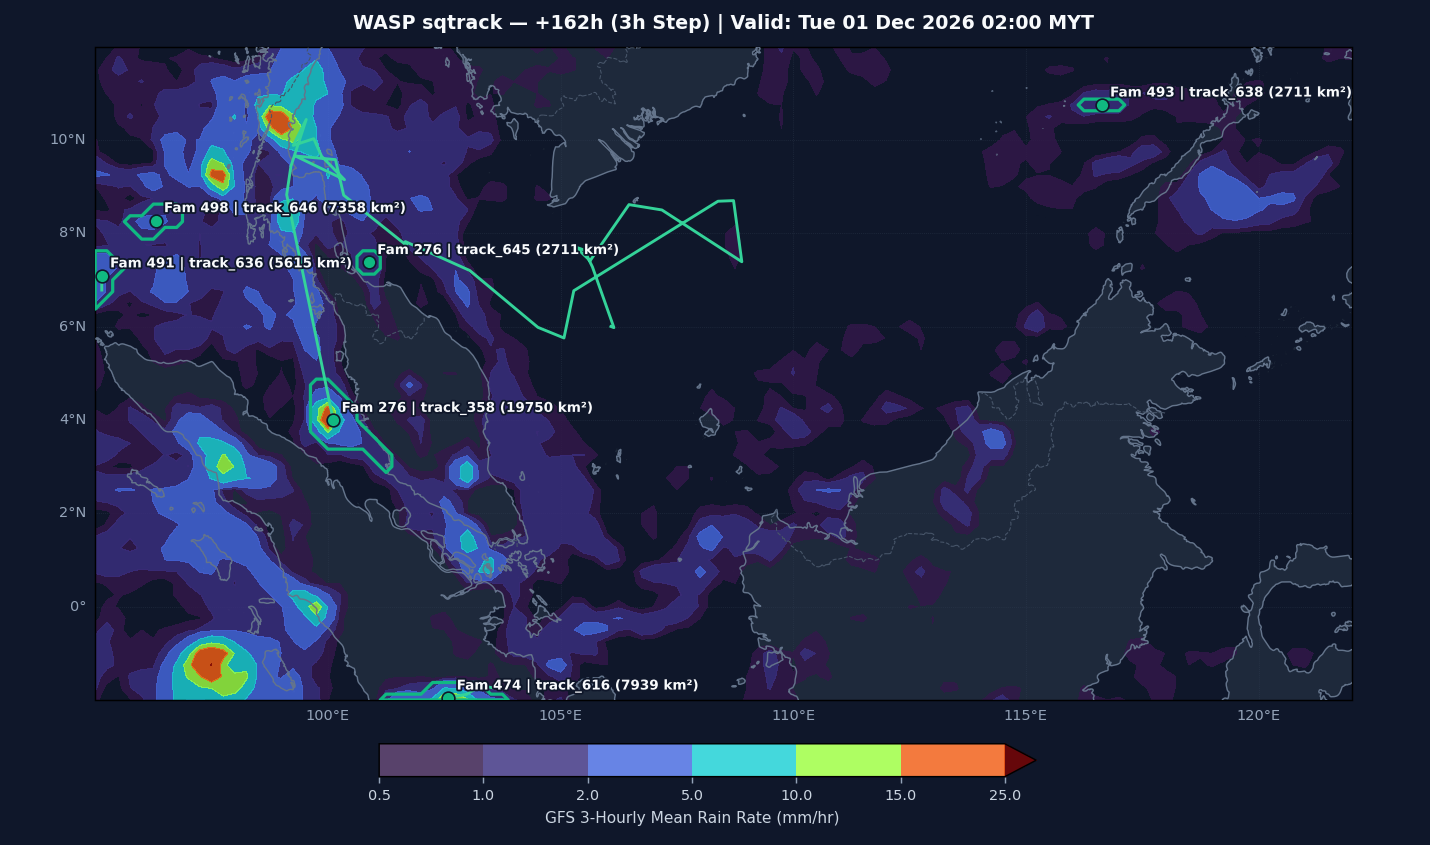 WASP sqtrack — +162h (3h Step) | Valid: Tue 01 Dec 2026 02:00 MYT
Fam 493 | track_638 (2711 km²)
10°N
Fam 498 | track_646 (7358 km²)
8°N
Fam 276 | track_645 (2711 km²)
Fam 491 | track_636 (5615 km²)
6°N
Fam 276 | track_358 (19750 km²)
4°N
2°N
0°
Fam 474 | track_616 (7939 km²)
100°E 105°E 110°E 115°E 120°E
0.5 1.0 2.0 5.0 10.0 15.0 25.0
GFS 3-Hourly Mean Rain Rate (mm/hr)